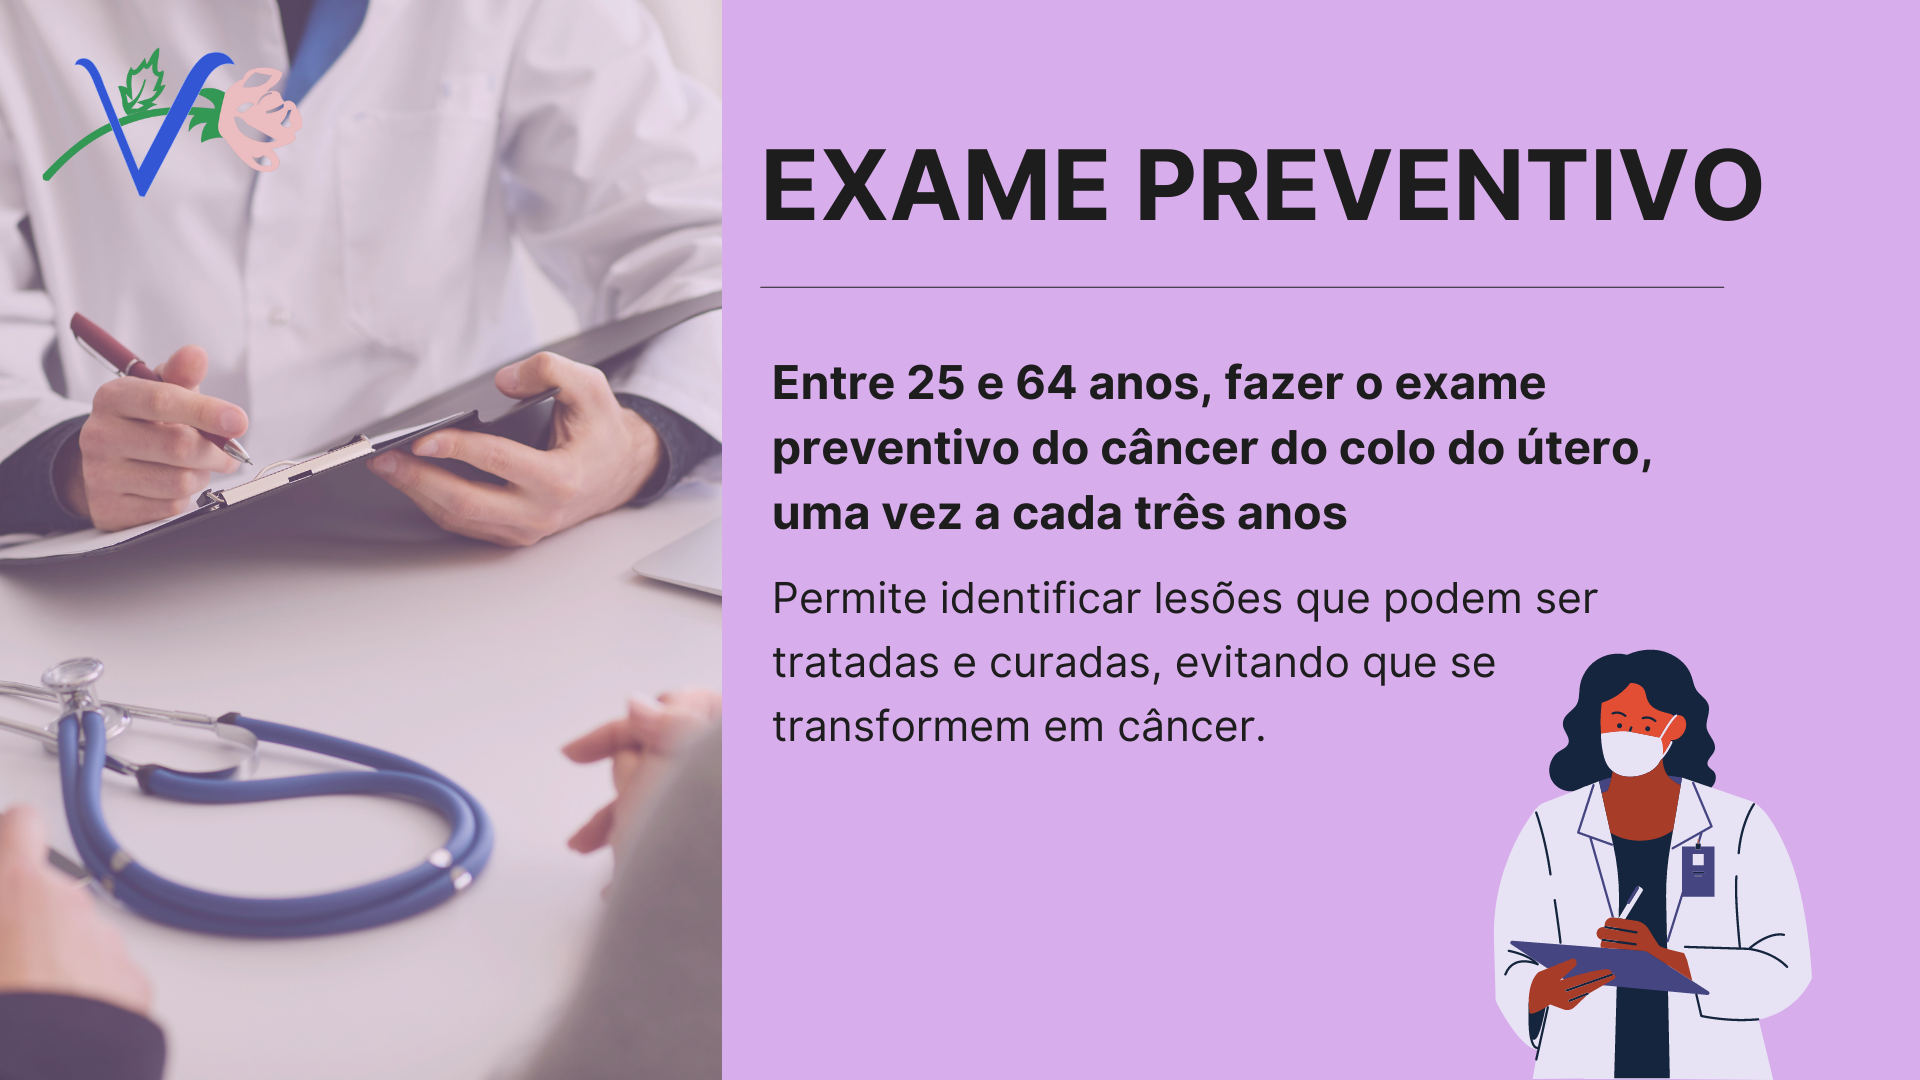 EXAME PREVENTIVO
Entre 25 e 64 anos, fazer o exame
preventivo do câncer do colo do útero,
uma vez a cada três anos
Permite identificar lesões que podem ser
tratadas e curadas, evitando que se
transformem em câncer.